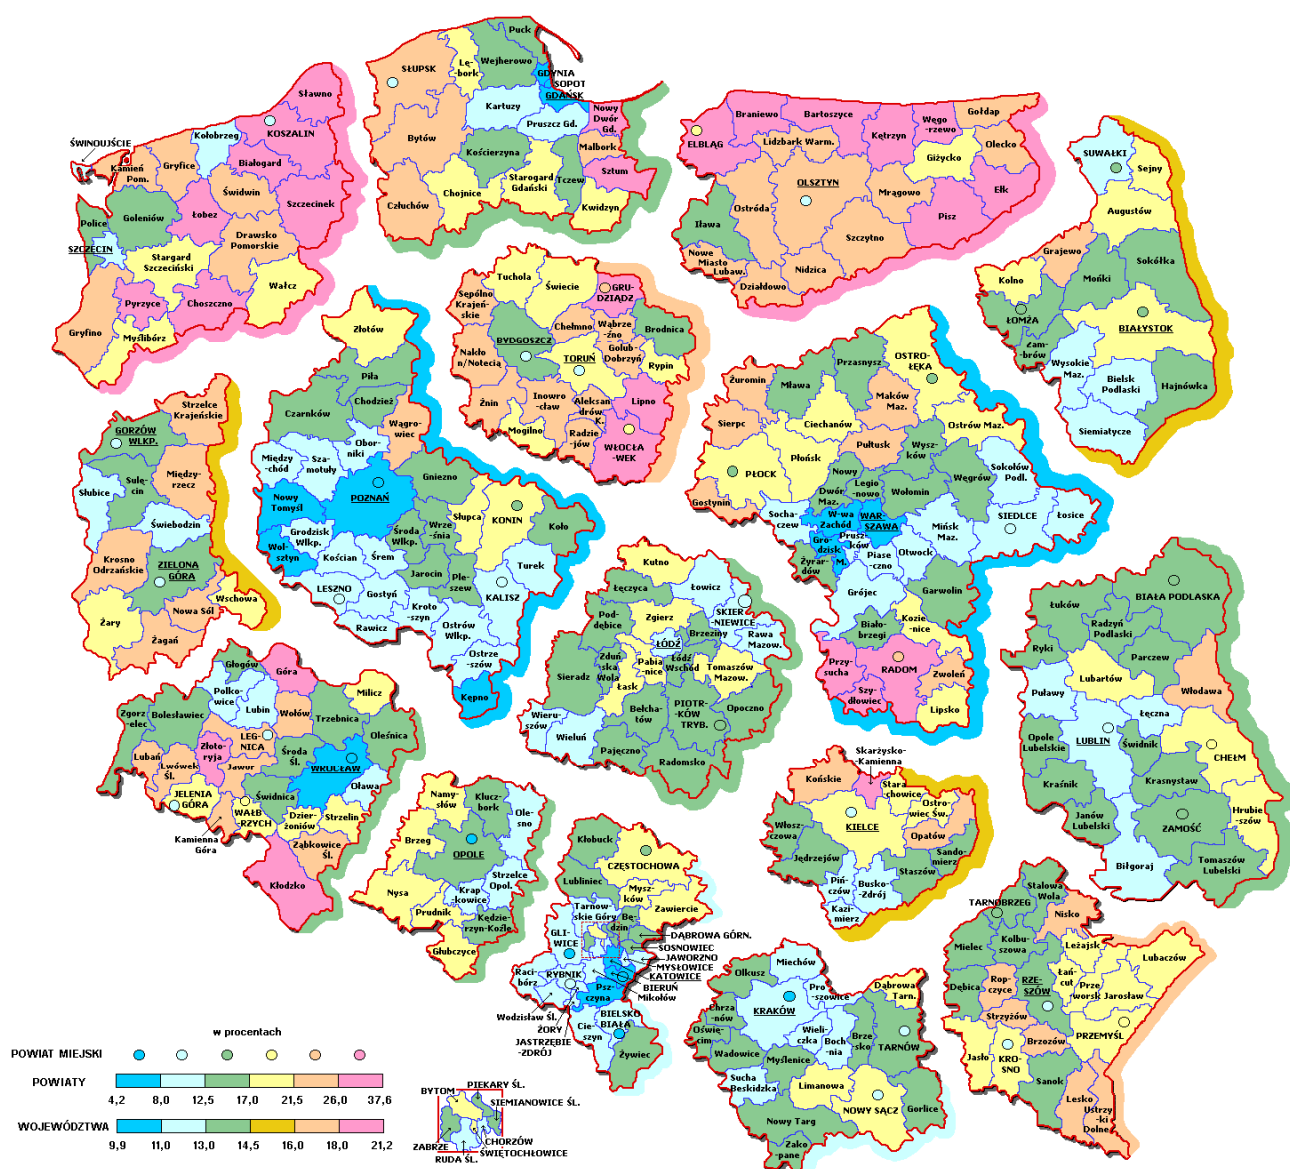 Puck
SŁUPSK
Lę-
bork
Wejherowo
GDYNIA
SOPOT
GDAŃSK
Kartuzy
Pruszcz Gd.
Nowy
Dwór
Gd.
Bytów
Kościerzyna
Malbork
Starogard
Gdański
Tczew
Sztum
Chojnice
Człuchów
Kwidzyn
Sławno
Kołobrzeg
KOSZALIN
ŚWINOUJŚCIE
Kamień
Pom.
Gryfice
Białogard
Świdwin
Szczecinek
Police
Goleniów
Łobez
SZCZECIN
Drawsko
Pomorskie
Stargard
Szczeciński
Wałcz
Pyrzyce
Choszczno
Gryfino
Myślibórz
Braniewo
Bartoszyce
Węgo-
rzewo
Gołdap
ELBLĄG
Lidzbark Warm.
Kętrzyn
Giżycko
Olecko
OLSZTYN
Mrągowo
Ełk
Ostróda
Pisz
Iława
Szczytno
Nowe
Miasto
Lubaw.
Nidzica
Działdowo
SUWAŁKI
Sejny
Augustów
Grajewo
Sokółka
Kolno
Mońki
ŁOMŻA
BIAŁYSTOK
Zam-
brów
Wysokie
Maz.
Bielsk
Podlaski
Hajnówka
Siemiatycze
Tuchola
Sępólno
Krajeń-
skie
Świecie
GRU-
DZIĄDZ
Chełmno
Wąbrze
-źno
Brodnica
BYDGOSZCZ
TORUŃ
Golub-
Dobrzyń
Nakło
n/Notecią
Rypin
Żnin
Inowro
-cław
Aleksan
drów
K.
Lipno
Mogilno
Radzie
-jów
WŁOCŁA
-WEK
Złotów
Piła
Czarnków
Chodzież
Wągro-
wiec
Obor-
niki
Między
-chód
Sza-
motuły
Gniezno
Nowy
Tomyśl
POZNAŃ
Słupca
KONIN
Koło
Wrze
-śnia
Środa
Wlkp.
Grodzisk
Wlkp.
Wol-
sztyn
Kościan
Śrem
Turek
Jarocin
Ple-
szew
LESZNO
Gostyń
KALISZ
Kroto
-szyn
Rawicz
Ostrów
Wlkp.
Ostrze
-szów
Kępno
Przasnysz
OSTRO-
ŁĘKA
Żuromin
Mława
Maków
Maz.
Sierpc
Ciechanów
Ostrów Maz.
Pułtusk
Wysz-
ków
PŁOCK
Płońsk
Sokołów
Podl.
Nowy
Dwór
Maz.
Legio
-nowo
Wołomin
Węgrów
Gostynin
Socha-
czew
W-wa
Zachód
WAR-
SZAWA
SIEDLCE
Łosice
Grodzisk
M.
Prusz
ków
Mińsk
Maz.
Piase
-czno
Otwock
Żyrar-
dów
Grójec
Garwolin
Biało-
brzegi
Kozie-
nice
RADOM
Przy-
sucha
Zwoleń
Szy-
dłowiec
Lipsko
Strzelce
Krajeńskie
GORZÓW
WLKP.
Między-
rzecz
Sulę-
cin
Słubice
Świebodzin
Krosno
Odrzańskie
ZIELONA
GÓRA
Nowa Sól
Wschowa
Żary
Żagań
Kutno
Łęczyca
Łowicz
SKIER
-NIEWICE
Pod-
dębice
Zgierz
Brzeziny
Rawa
Mazow.
ŁÓDŹ
Zduń
ska
Wola
Pabia
-nice
Łódź
Wschód
Sieradz
Tomaszów
Mazow.
Łask
Wieru-
szów
Bełcha-
tów
PIOTR-
RKÓW
TRYB.
Opoczno
Wieluń
Pajęczno
Radomsko
BIAŁA PODLASKA
Łuków
Radzyń
Podlaski
Ryki
Parczew
Lubartów
Włodawa
Puławy
Łęczna
LUBLIN
Świdnik
CHEŁM
Opole
Lubelskie
Krasnystaw
Kraśnik
Hrubie
-szów
Janów
Lubelski
ZAMOŚĆ
Biłgoraj
Tomaszów
Lubelski
Głogów
Góra
Polko-
wice
Lubin
Milicz
Zgorz
-elec
Bolesławiec
Wołów
Trzebnica
Oleśnica
LEG-
NICA
Złoto-
ryja
Środa
Śl.
WROCŁAW
Lubań
Lwówek
Śl.
Jawor
Oława
JELENIA
GÓRA
Świdnica
WAŁB
-RZYCH
Dzier-
żoniów
Strzelin
Kamienna
Góra
Ząbkowice
Śl.
Kłodzko
Namy-
słów
Klucz-
bork
Ole-
sno
Brzeg
OPOLE
Strzelce
Opol.
Nysa
Krap
-kowice
Prudnik
Kędzie-
rzyn-Koźle
Głubczyce
Skarżysko-
Kamienna
Końskie
Stara
chowice
Ostro-
wiec Św.
KIELCE
Włosz-
czowa
Opatów
Jędrzejów
Sando-
mierz
Staszów
Piń-
czów
Busko-
Zdrój
Kazi-
mierz
Kłobuck
CZĘSTOCHOWA
Lubliniec
Mysz-
ków
Zawiercie
Tarnow-
skie Góry
Bę-
dzin
GLI-
WICE
DĄBROWA GÓRN.
SOSNOWIEC
JAWORZNO
MYSŁOWICE
KATOWICE
BIERUŃ
Mikołów
Raci-
bórz
RYBNIK
Psz-
czyna
Wodzisław Śl.
ŻORY
JASTRZĘBIE
-ZDRÓJ
Cie-
szyn
BIELSKO
BIAŁA
Żywiec
Stalowa
Wola
TARNOBRZEG
Nisko
Mielec
Kolbu-
szowa
Leżajsk
Lubaczów
Dębica
Rop-
czyce
RZE-
SZÓW
Łań-
cut
Prze
worsk
Jarosław
Strzyżów
PRZEMYŚL
Jasło
KRO-
SNO
Brzozów
Sanok
Lesko
Ustrzy
-ki
Dolne
Miechów
Olkusz
Pro
-szowice
Dąbrowa
Tarn.
Chrza
-nów
KRAKÓW
Oświę-
cim
Wieli-
czka
Boch-
nia
Brze-
sko
TARNÓW
Wadowice
Myślenice
Sucha
Beskidzka
Limanowa
NOWY SĄCZ
Gorlice
Nowy Targ
Zako
-pane
w procentach
POWIAT MIEJSKI
POWIATY
4,2 8,0 12,5 17,0 21,5 26,0 37,6
WOJEWÓDZTWA
9,9 11,0 13,0 14,5 16,0 18,0 21,2
PIEKARY ŚL.
BYTOM
SIEMIANOWICE ŚL.
CHORZÓW
ZABRZE
ŚWIĘTOCHŁOWICE
RUDA ŚL.